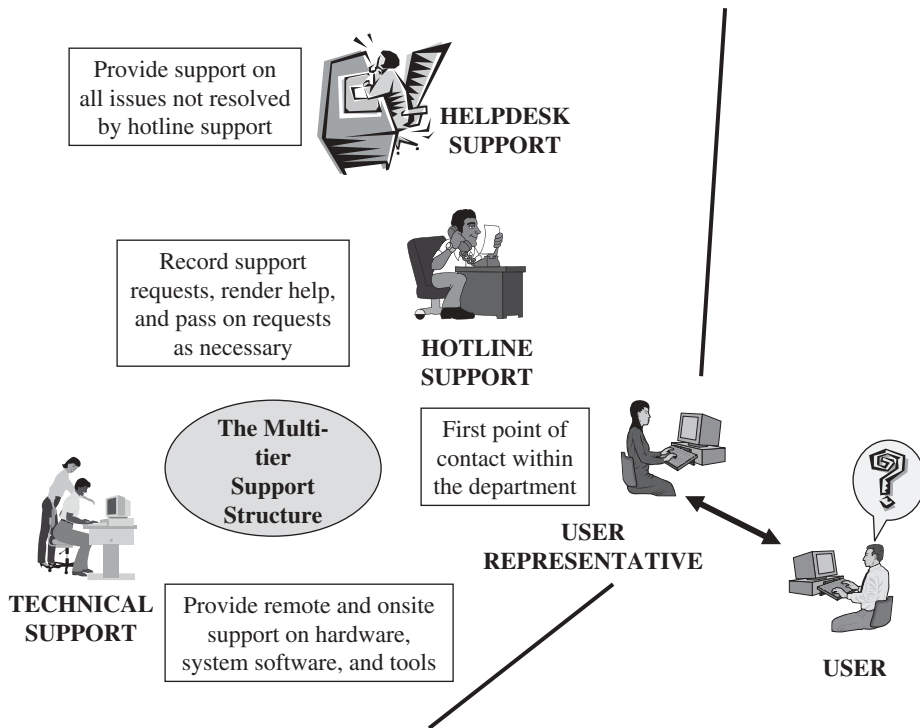 Provide support on
all issues not resolved
by hotline support
HELPDESK
SUPPORT
Record support
requests, render help,
and pass on requests
as necessary
HOTLINE
SUPPORT
The Multi-
tier
Support
Structure
First point of
contact within
the department
USER
REPRESENTATIVE
?
TECHNICAL
SUPPORT
Provide remote and onsite
support on hardware,
system software, and tools
USER